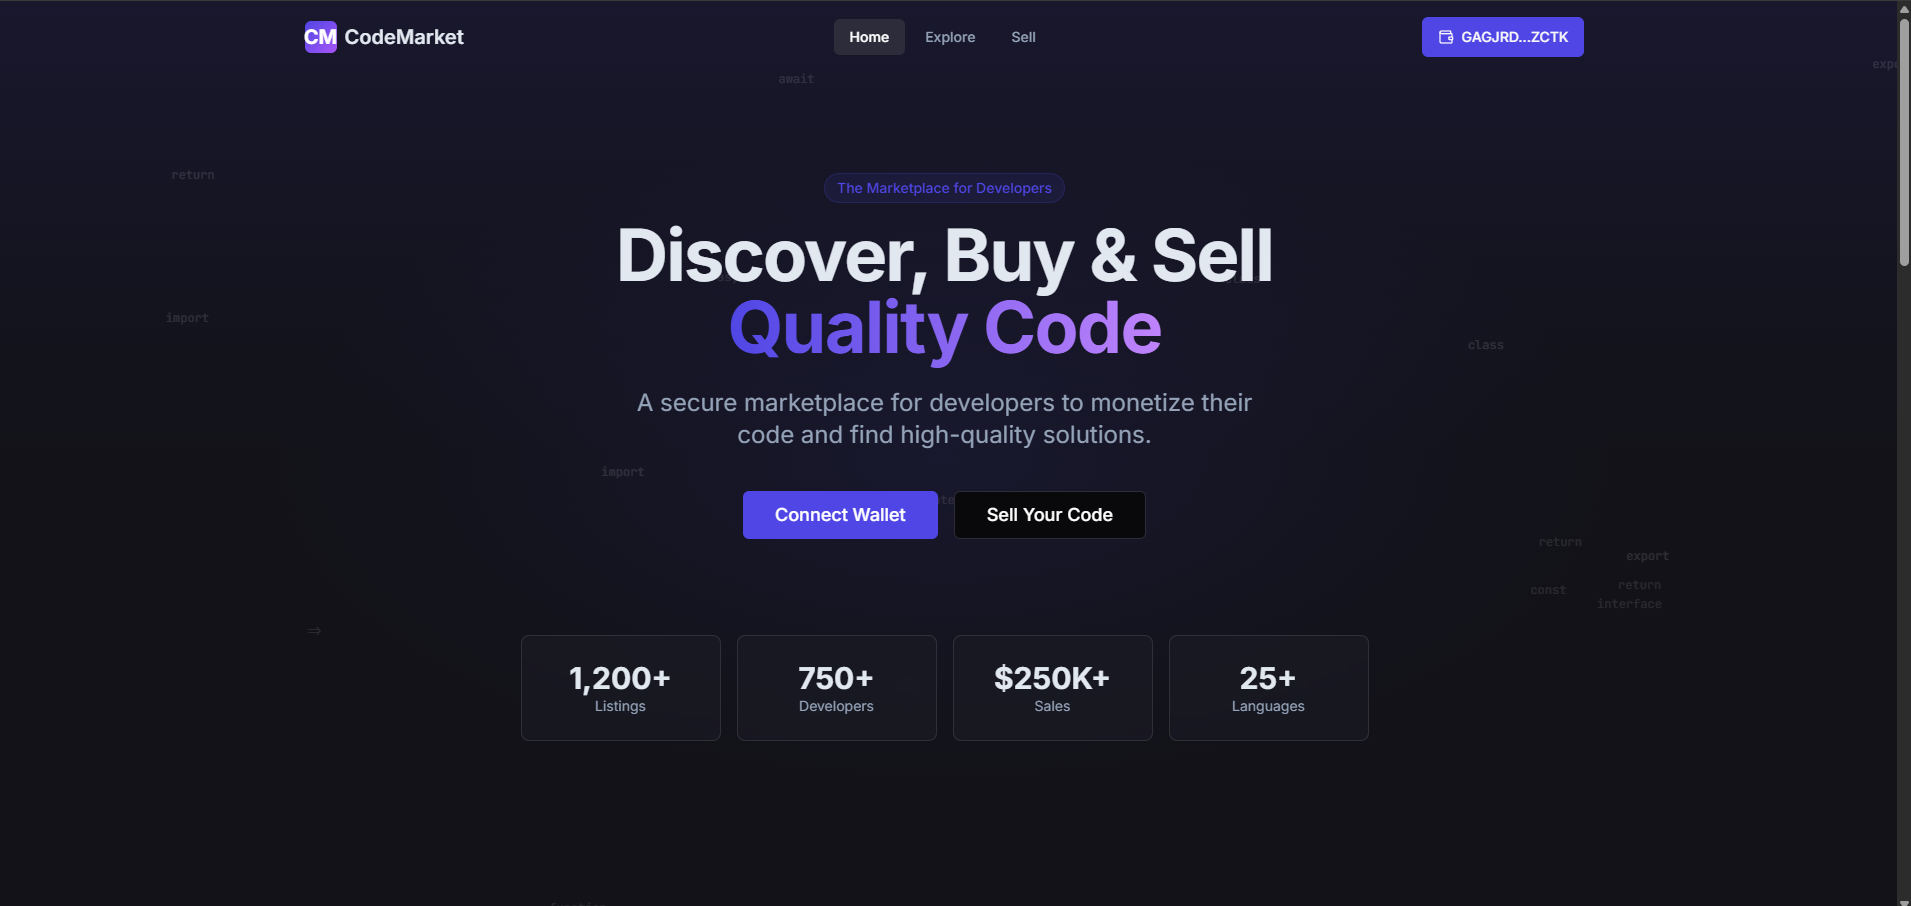 CM CodeMarket
Home
Explore
Sell
GAGJRD...ZCTK
await
return
The Marketplace for Developers
Discover, Buy & Sell
Quality Code
import
class
A secure marketplace for developers to monetize their
code and find high-quality solutions.
import
Connect Wallet
Sell Your Code
return
export
const
return
interface
⇒
1,200+
Listings
750+
Developers
$250K+
Sales
25+
Languages